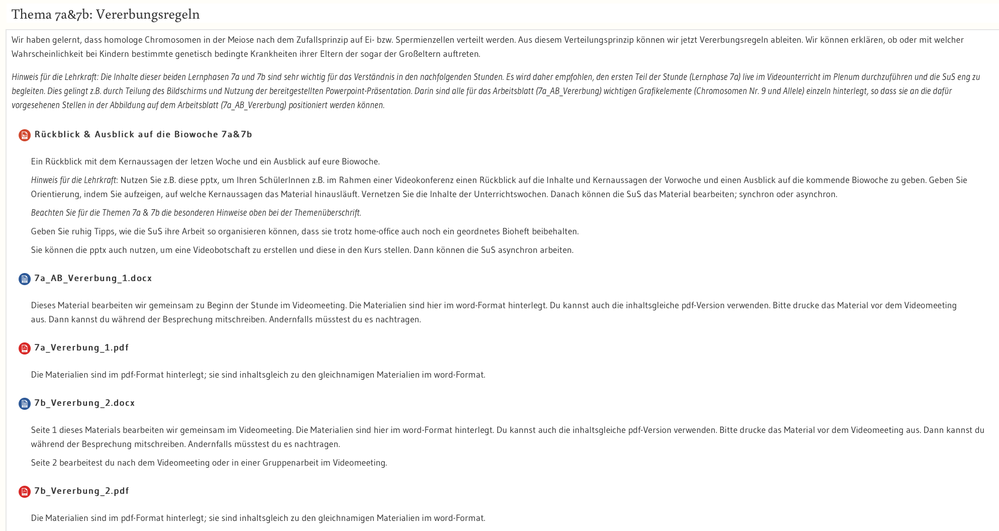 Thema 7a&7b: Vererbungsregeln
Wir haben gelernt, dass homologe Chromosomen in der Meiose nach dem Zufallsprinzip auf Ei- bzw. Spermienzellen verteilt werden. Aus diesem Verteilungsprinzip können wir jetzt Vererbungsregeln ableiten. Wir können erklären, ob oder mit welcher
Wahrscheinlichkeit bei Kindern bestimmte genetisch bedingte Krankheiten ihrer Eltern der sogar der Großeltern auftreten.
Hinweis für die Lehrkraft: Die Inhalte dieser beiden Lernphasen 7a und 7b sind sehr wichtig für das Verständnis in den nachfolgenden Stunden. Es wird daher empfohlen, den ersten Teil der Stunde (Lernphase 7a) live im Videounterricht im Plenum durchzuführen und die SuS eng zu
begleiten. Dies gelingt z.B. durch Teilung des Bildschirms und Nutzung der bereitgestellten Powerpoint-Präsentation. Darin sind alle für das Arbeitsblatt (7a_AB_Vererbung) wichtigen Grafikelemente (Chromosomen Nr. 9 und Allele) einzeln hinterlegt, so dass sie an die dafür
vorgesehenen Stellen in der Abbildung auf dem Arbeitsblatt (7a_AB_Vererbung) positioniert werden können.
Rückblick & Ausblick auf die Biowoche 7a&7b
Ein Rückblick mit dem Kernaussagen der letzen Woche und ein Ausblick auf eure Biowoche.
Hinweis für die Lehrkraft: Nutzen Sie z.B. diese pptx, um Ihren SchülerInnen z.B. im Rahmen einer Videokonferenz einen Rückblick auf die Inhalte und Kernaussagen der Vorwoche und einen Ausblick auf die kommende Biowoche zu geben. Geben Sie
Orientierung, indem Sie aufzeigen, auf welche Kernaussagen das Material hinausläuft. Vernetzen Sie die Inhalte der Unterrichtswochen. Danach können die SuS das Material bearbeiten; synchron oder asynchron.
Beachten Sie für die Themen 7a & 7b die besonderen Hinweise oben bei der Themenüberschrift.
Geben Sie ruhig Tipps, wie die SuS ihre Arbeit so organisieren können, dass sie trotz home-office auch noch ein geordnetes Bioheft beibehalten.
Sie können die pptx auch nutzen, um eine Videobotschaft zu erstellen und diese in den Kurs stellen. Dann können die SuS asynchron arbeiten.
7a_AB_Vererbung_1.docx
Dieses Material bearbeiten wir gemeinsam zu Beginn der Stunde im Videomeeting. Die Materialien sind hier im word-Format hinterlegt. Du kannst auch die inhaltsgleiche pdf-Version verwenden. Bitte drucke das Material vor dem Videomeeting
aus. Dann kannst du während der Besprechung mitschreiben. Andernfalls müsstest du es nachtragen.
7a_Vererbung_1.pdf
Die Materialien sind im pdf-Format hinterlegt; sie sind inhaltsgleich zu den gleichnamigen Materialien im word-Format.
7b_Vererbung_2.docx
Seite 1 dieses Materials bearbeiten wir gemeinsam im Videomeeting. Die Materialien sind hier im word-Format hinterlegt. Du kannst auch die inhaltsgleiche pdf-Version verwenden. Bitte drucke das Material vor dem Videomeeting aus. Dann kannst du
während der Besprechung mitschreiben. Andernfalls müsstest du es nachtragen.
Seite 2 bearbeitest du nach dem Videomeeting oder in einer Gruppenarbeit im Videomeeting.
7b_Vererbung_2.pdf
Die Materialien sind im pdf-Format hinterlegt; sie sind inhaltsgleich zu den gleichnamigen Materialien im word-Format.